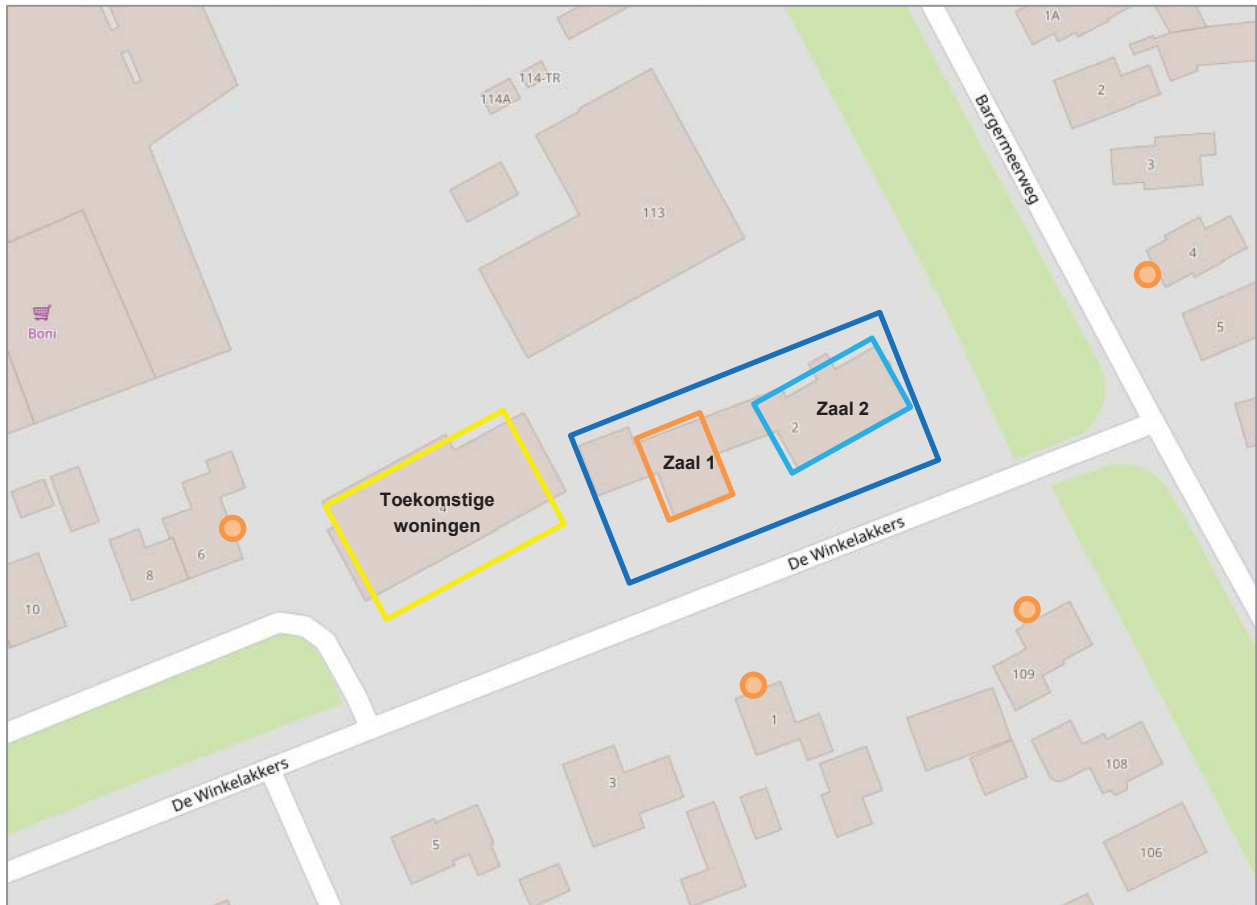 1A
114-TR
114A
2
Bargermeerweg
3
113
4
5
Boni
Zaal 2
2
Zaal 1
Toekomstige
woningen
4
De Winkelakkers
6
8
10
109
1
108
3
De Winkelakkers
5
106